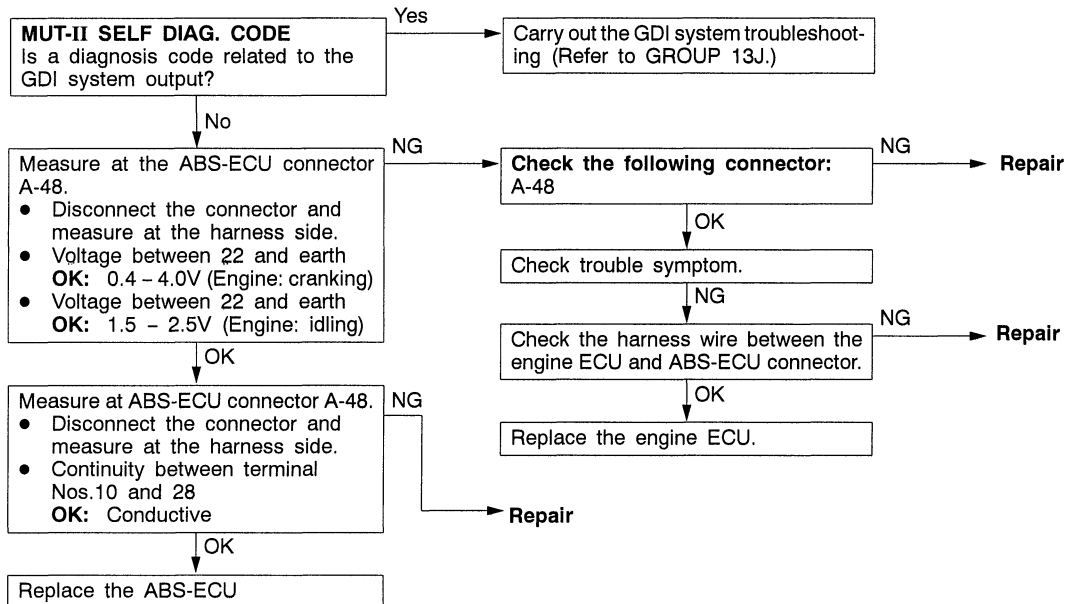 MUT-II SELF DIAG. CODE
Is a diagnosis code related to the
GDI system output?
Yes
Carry out the GDI system troubleshoot-
ing (Refer to GROUP 13J.)
No
Measure at the ABS-ECU connector
A-48.
● Disconnect the connector and
measure at the harness side.
● Voltage between 22 and earth
OK: 0.4 – 4.0V (Engine: cranking)
● Voltage between 22 and earth
OK: 1.5 – 2.5V (Engine: idling)
NG
Check the following connector:
A-48
NG
Repair
OK
Check trouble symptom.
NG
Check the harness wire between the
engine ECU and ABS-ECU connector.
NG
Repair
OK
Replace the engine ECU.
OK
Measure at ABS-ECU connector A-48.
● Disconnect the connector and
measure at the harness side.
● Continuity between terminal
Nos.10 and 28
OK: Conductive
NG
Repair
OK
Replace the ABS-ECU